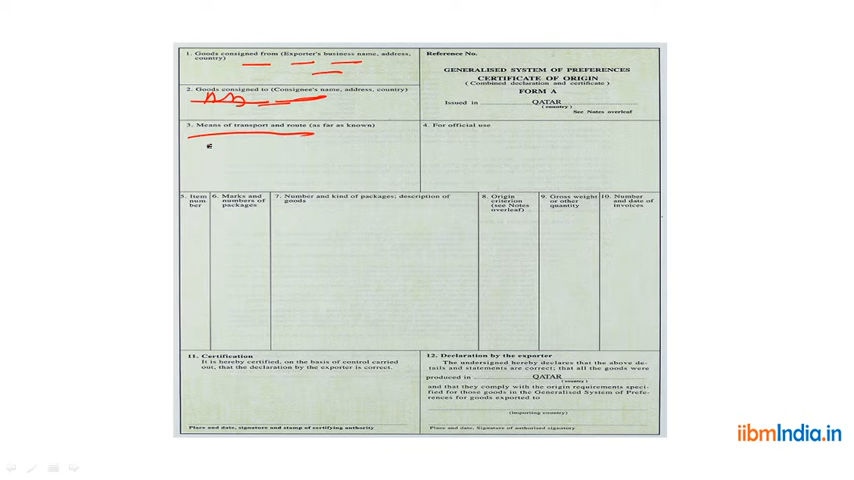 1. Goods consigned from (Exporter's business name, address,
country)
Reference No.
GENERALISED SYSTEM OF PREFERENCES
CERTIFICATE OF ORIGIN
(Combined declaration and certificate)
FORM A
Issued in QATAR
(country)
See Notes overleaf
2. Goods consigned to (Consignee's name, address, country)
3. Means of transport and route (as far as known)
4. For official use
5. Item
num
ber
6. Marks and
numbers of
packages
7. Number and kind of packages; description of
goods
8. Origin
criterion
(see Notes
overleaf)
9. Gross weight
or other
quantity
10. Number
and date of
invoices
11. Certification
It is hereby certified, on the basis of control carried
out, that the declaration by the exporter is correct.
Place and date, signature and stamp of certifying authority
12. Declaration by the exporter
The undersigned hereby declares that the above de-
tails and statements are correct; that all the goods were
produced in QATAR
(country)
and that they comply with the origin requirements speci-
fied for those goods in the Generalised System of Prefe-
rences for goods exported to
(importing country)
Place and date. Signature of authorised signatory
iibmIndia.in